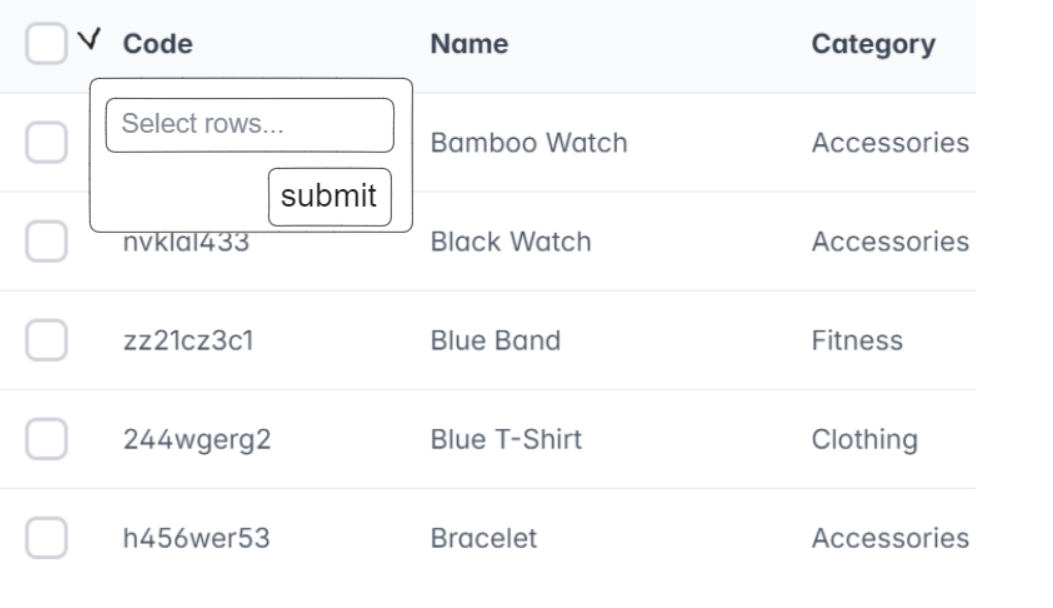 Code Name Category
Select rows...
Bamboo Watch Accessories
submit
nvklal433 Black Watch Accessories
zz21cz3c1 Blue Band Fitness
244wgerg2 Blue T-Shirt Clothing
h456wer53 Bracelet Accessories